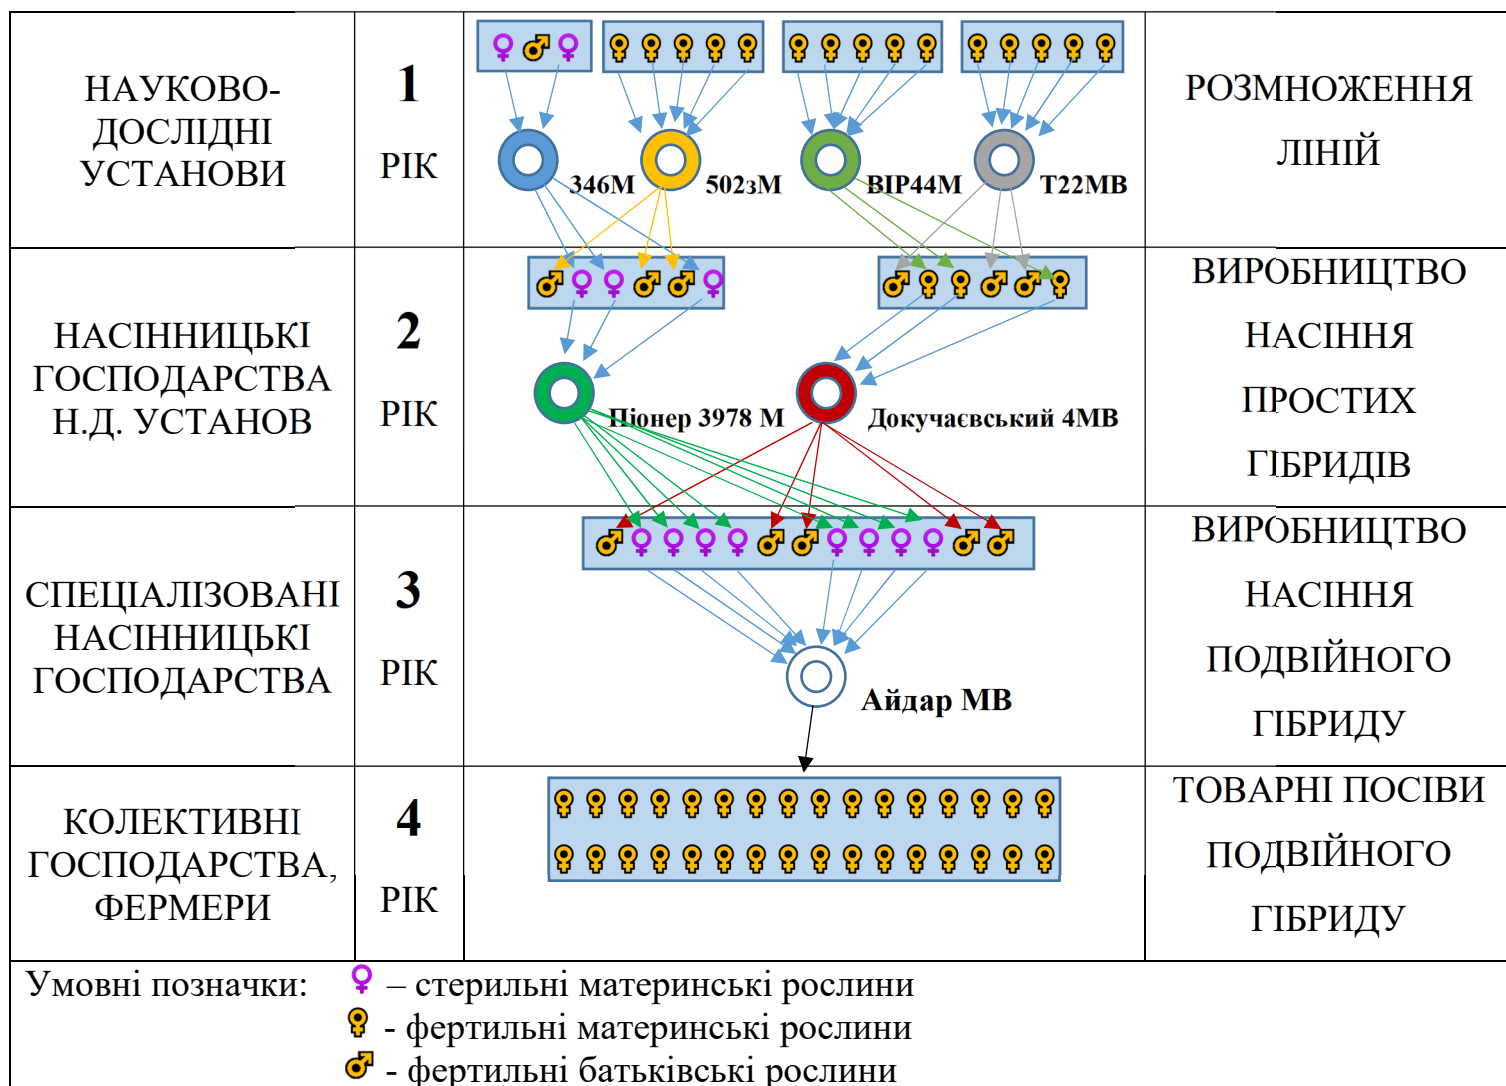 НАУКОВО-
ДОСЛІДНІ
УСТАНОВИ
1
РІК
346М
502зМ
ВІР44М
Т22МВ
РОЗМНОЖЕННЯ
ЛІНІЙ
НАСІННИЦЬКІ
ГОСПОДАРСТВА
Н.Д. УСТАНОВ
2
РІК
Піонер 3978 М
Докучаєвський 4МВ
ВИРОБНИЦТВО
НАСІННЯ
ПРОСТИХ
ГІБРИДІВ
СПЕЦІАЛІЗОВАНІ
НАСІННИЦЬКІ
ГОСПОДАРСТВА
3
РІК
Айдар МВ
ВИРОБНИЦТВО
НАСІННЯ
ПОДВІЙНОГО
ГІБРИДУ
КОЛЕКТИВНІ
ГОСПОДАРСТВА,
ФЕРМЕРИ
4
РІК
ТОВАРНІ ПОСІВИ
ПОДВІЙНОГО
ГІБРИДУ
Умовні позначки: ♀ – стерильні материнські рослини
- фертильні материнські рослини
♂ - фертильні батьківські рослини